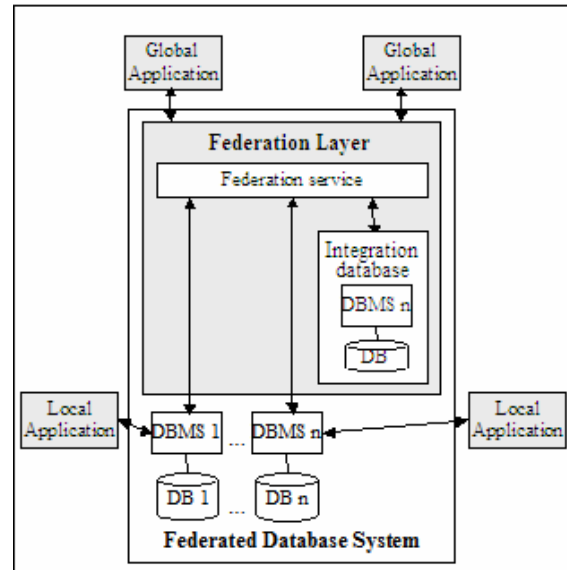 Global
Application
Global
Application
Federation Layer
Federation service
Integration
database
DBMS n
DB
Local
Application
DBMS 1
...
DBMS n
Local
Application
DB 1
...
DB n
Federated Database System